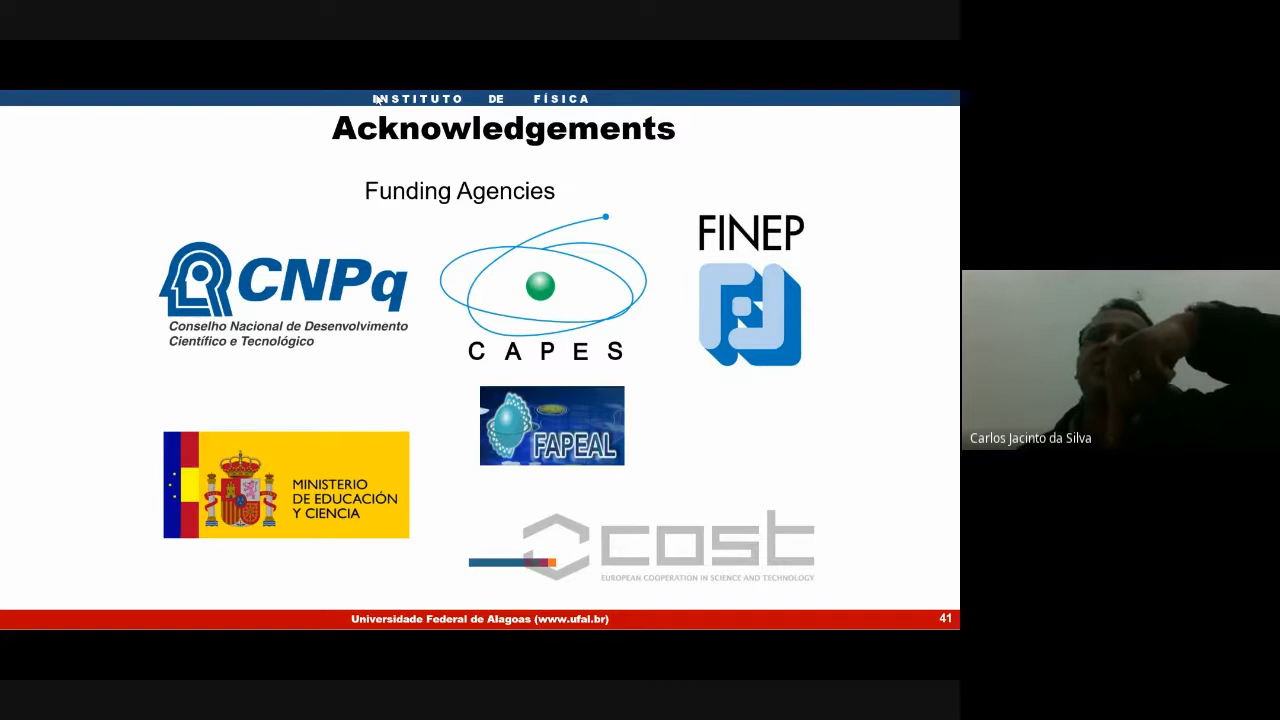 INSTITUTO DE FÍSICA
Acknowledgements
Funding Agencies
CNPq
Conselho Nacional de Desenvolvimento
Científico e Tecnológico
CAPES
FINEP
FAPEAL
MINISTERIO
DE EDUCACIÓN
Y CIENCIA
cost
EUROPEAN COOPERATION IN SCIENCE AND TECHNOLOGY
Universidade Federal de Alagoas (www.ufal.br)
41
Carlos Jacinto da Silva